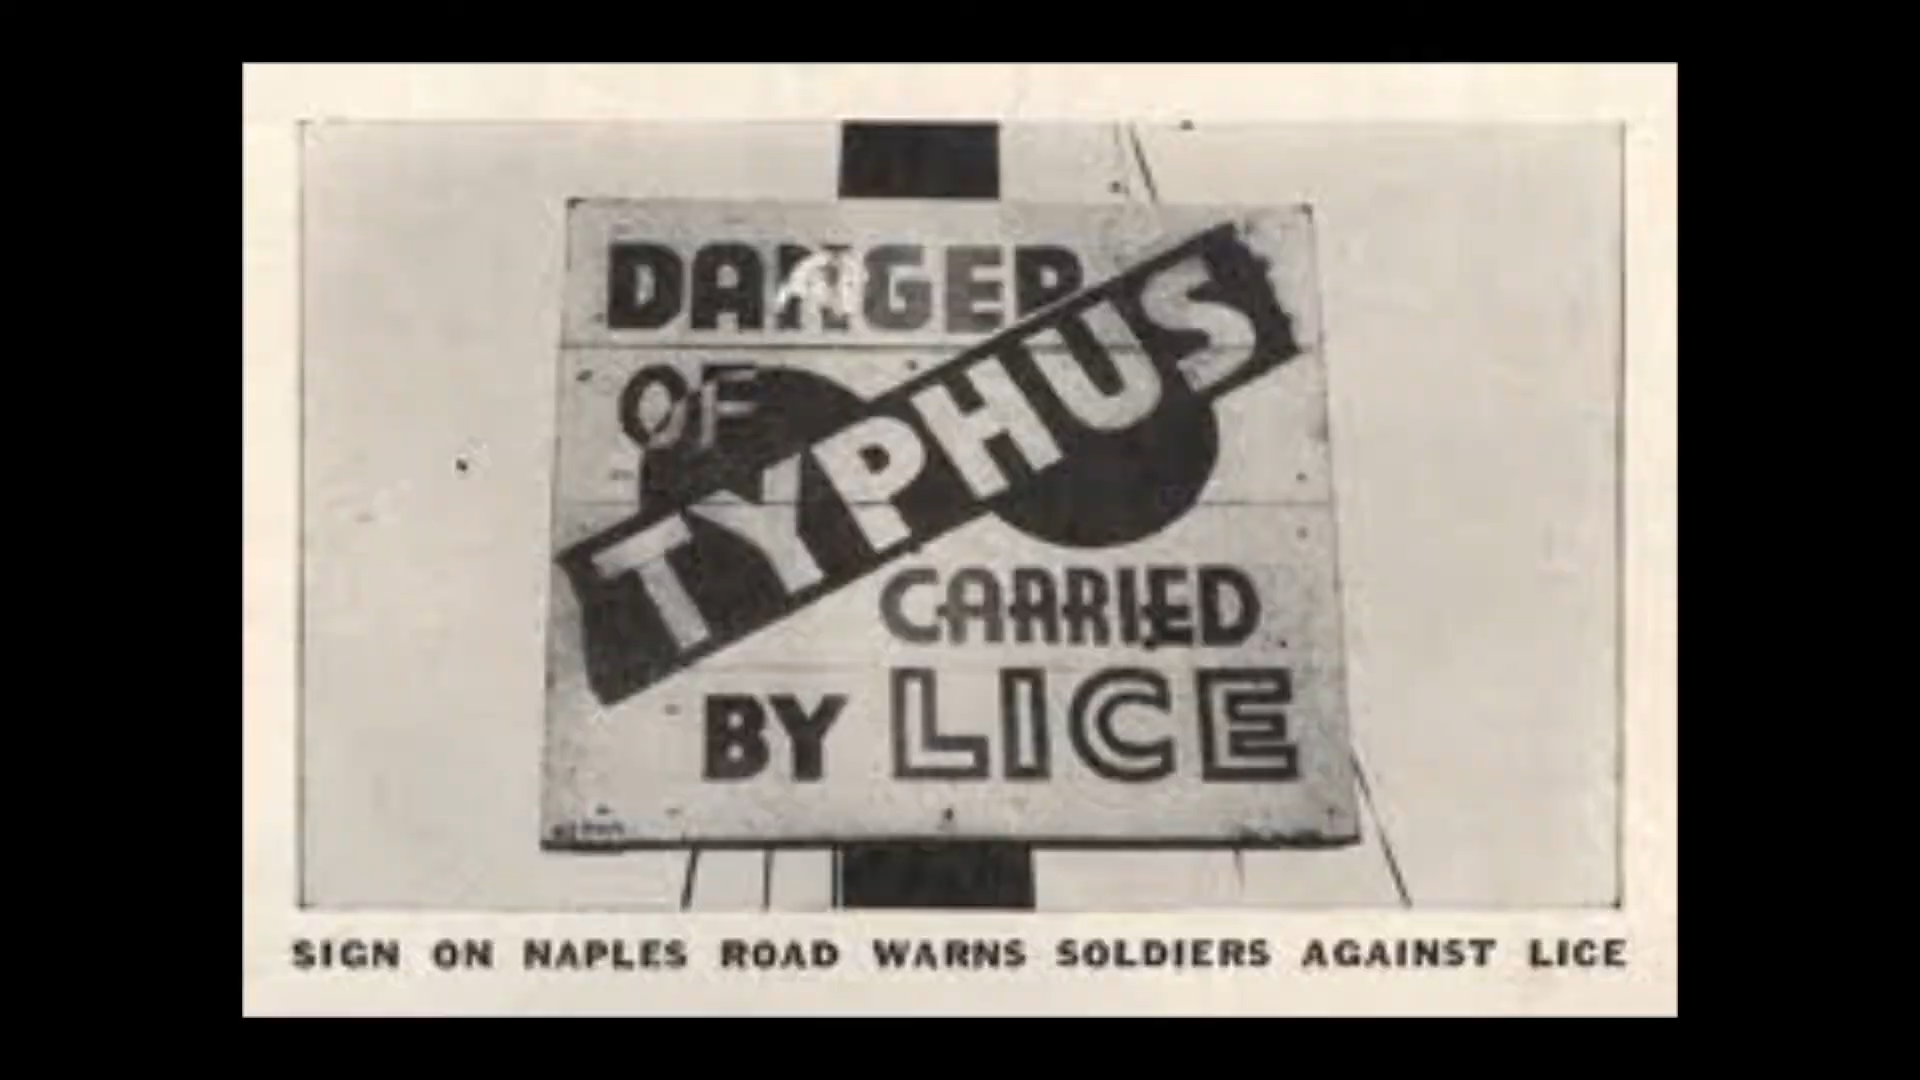 DANGER
OF
TYPHUS
CARRIED
BY LICE
SIGN ON NAPLES ROAD WARNS SOLDIERS AGAINST LICE